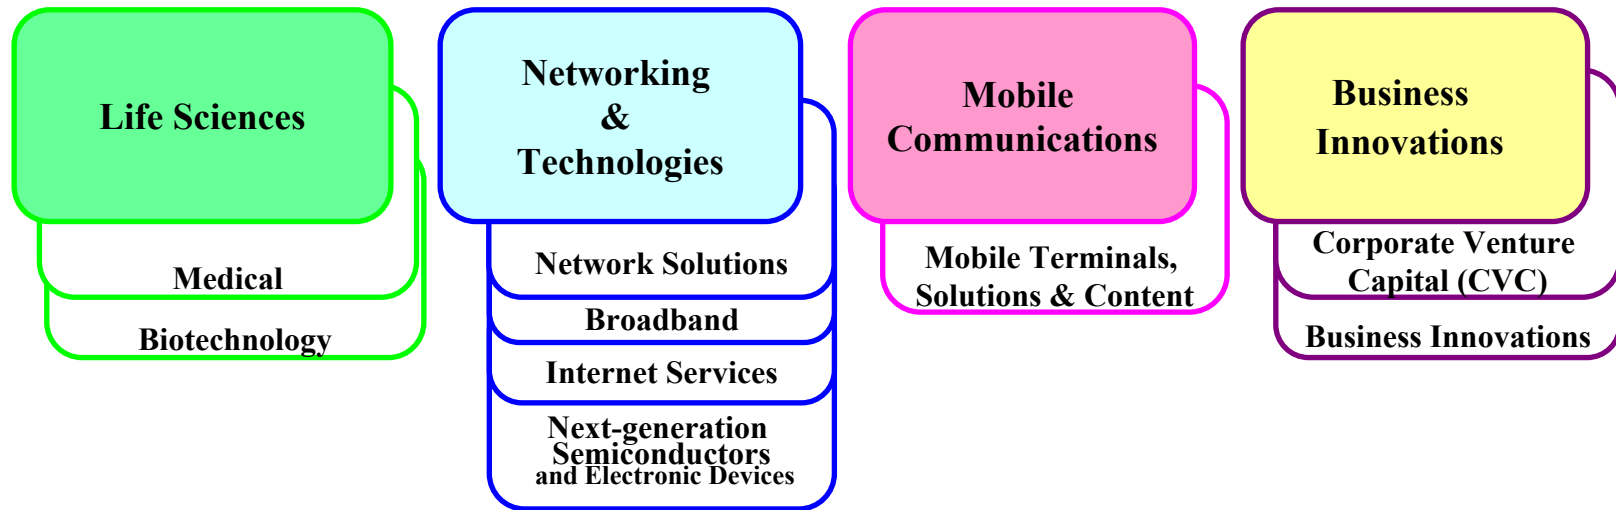 Life Sciences
Medical
Biotechnology
Networking
&
Technologies
Network Solutions
Broadband
Internet Services
Next-generation
Semiconductors
and Electronic Devices
Mobile
Communications
Mobile Terminals,
Solutions & Content
Business
Innovations
Corporate Venture
Capital (CVC)
Business Innovations